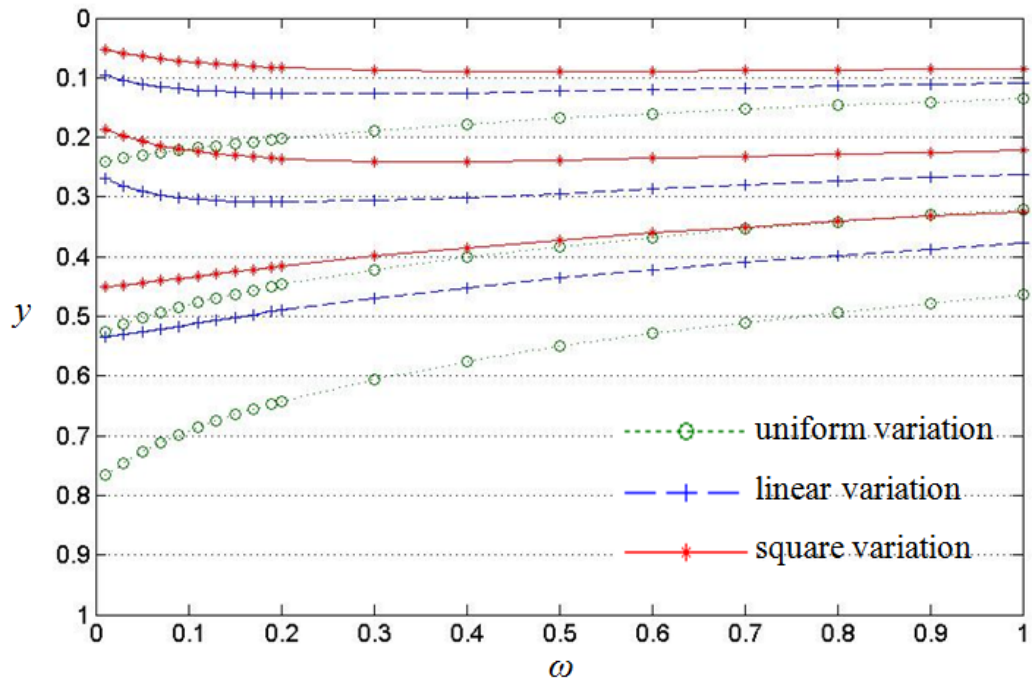 0
0.1
0.2
0.3
0.4
y
0.5
0.6
0.7
0.8
0.9
1
uniform variation
linear variation
square variation
0 0.1 0.2 0.3 0.4 0.5 0.6 0.7 0.8 0.9 1
ω